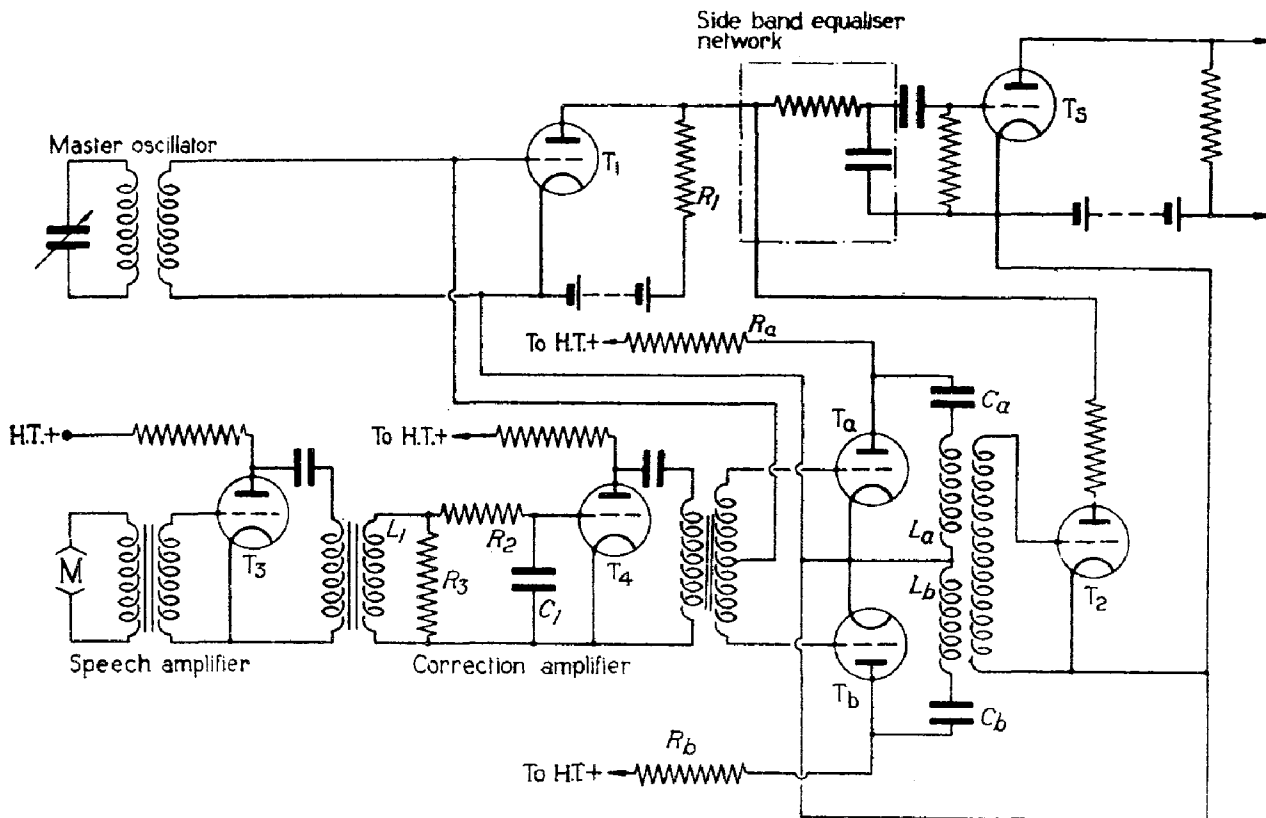 Side band equaliser
network
T5
Master oscillator
T1
R1
Ra
To H.T.+
Ca
H.T.+
To H.T.+
Ta
La
L1
R2
T3
T4
M
R3
C1
Lb
T2
Speech amplifier
Correction amplifier
Tb
Cb
Rb
To H.T.+